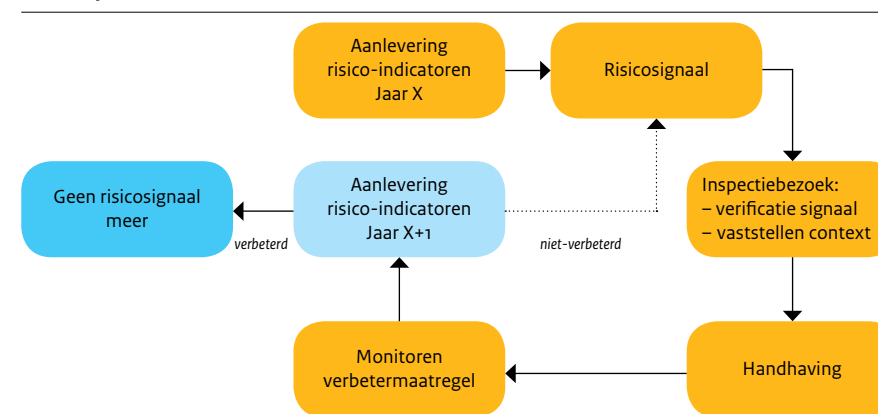 Aanlevering
risico-indicatoren
Jaar X
Risicosignaal
Geen risicosignaal
meer
Aanlevering
risico-indicatoren
Jaar X+1
Inspectiebezoek:
– verificatie signaal
– vaststellen context
verbeterd
niet-verbeterd
Monitoren
verbetermaatregel
Handhaving